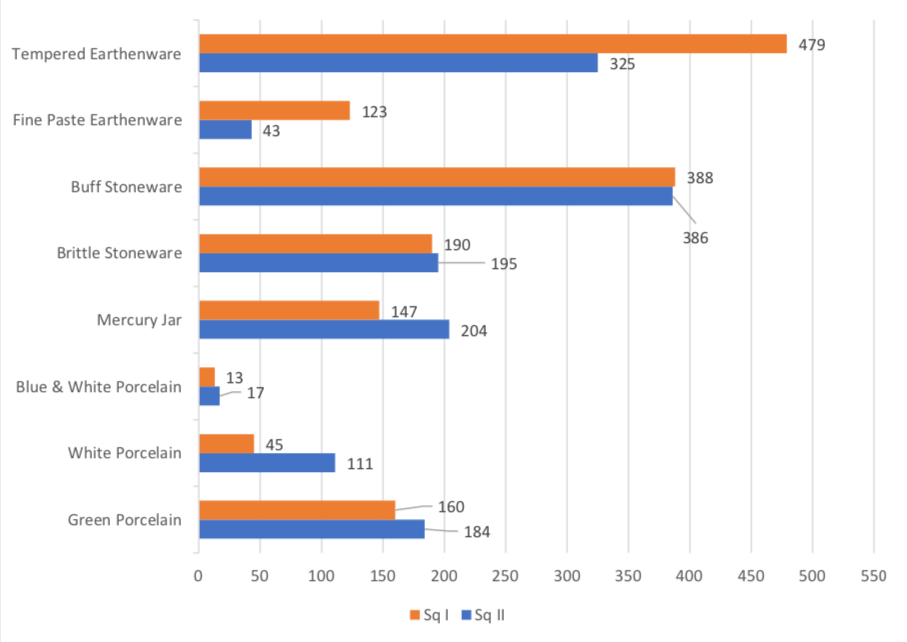 Tempered Earthenware
479
325
Fine Paste Earthenware
123
43
Buff Stoneware
388
386
Brittle Stoneware
190
195
Mercury Jar
147
204
Blue & White Porcelain
13
17
White Porcelain
45
111
Green Porcelain
160
184
0 50 100 150 200 250 300 350 400 450 500 550
Sq I Sq II